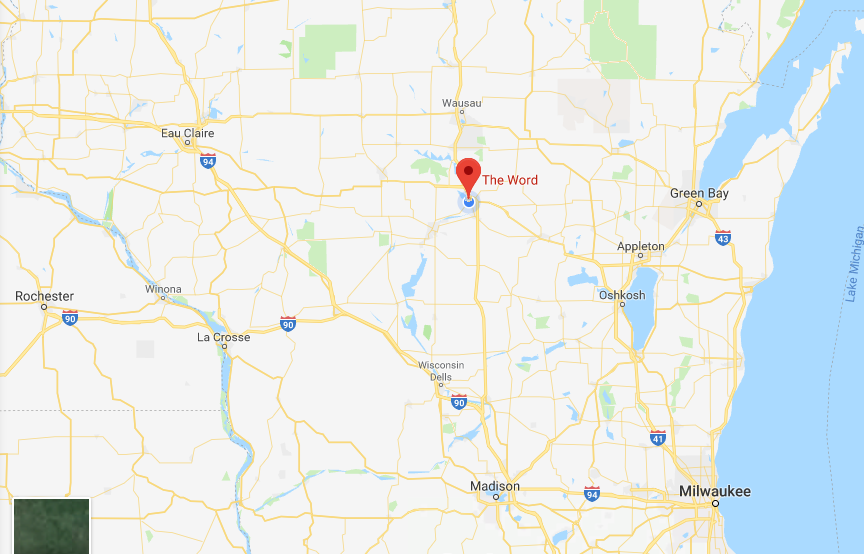 Wausau
Eau Claire
94
The Word
Green Bay
43
Appleton
Lake Michigan
Winona
Rochester
90
Oshkosh
90
La Crosse
Wisconsin
Dells
90
41
Madison
94
Milwaukee